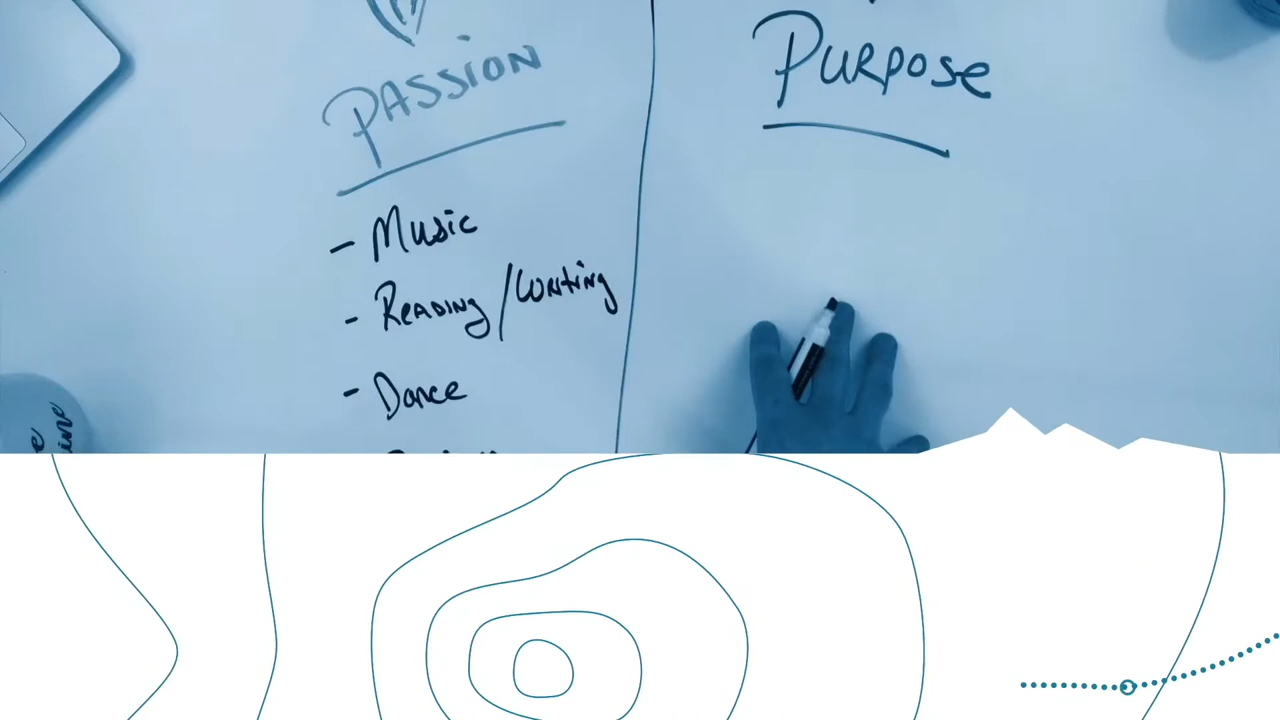 PASSION
Purpose
- Music
- Reading/Writing
- Dance